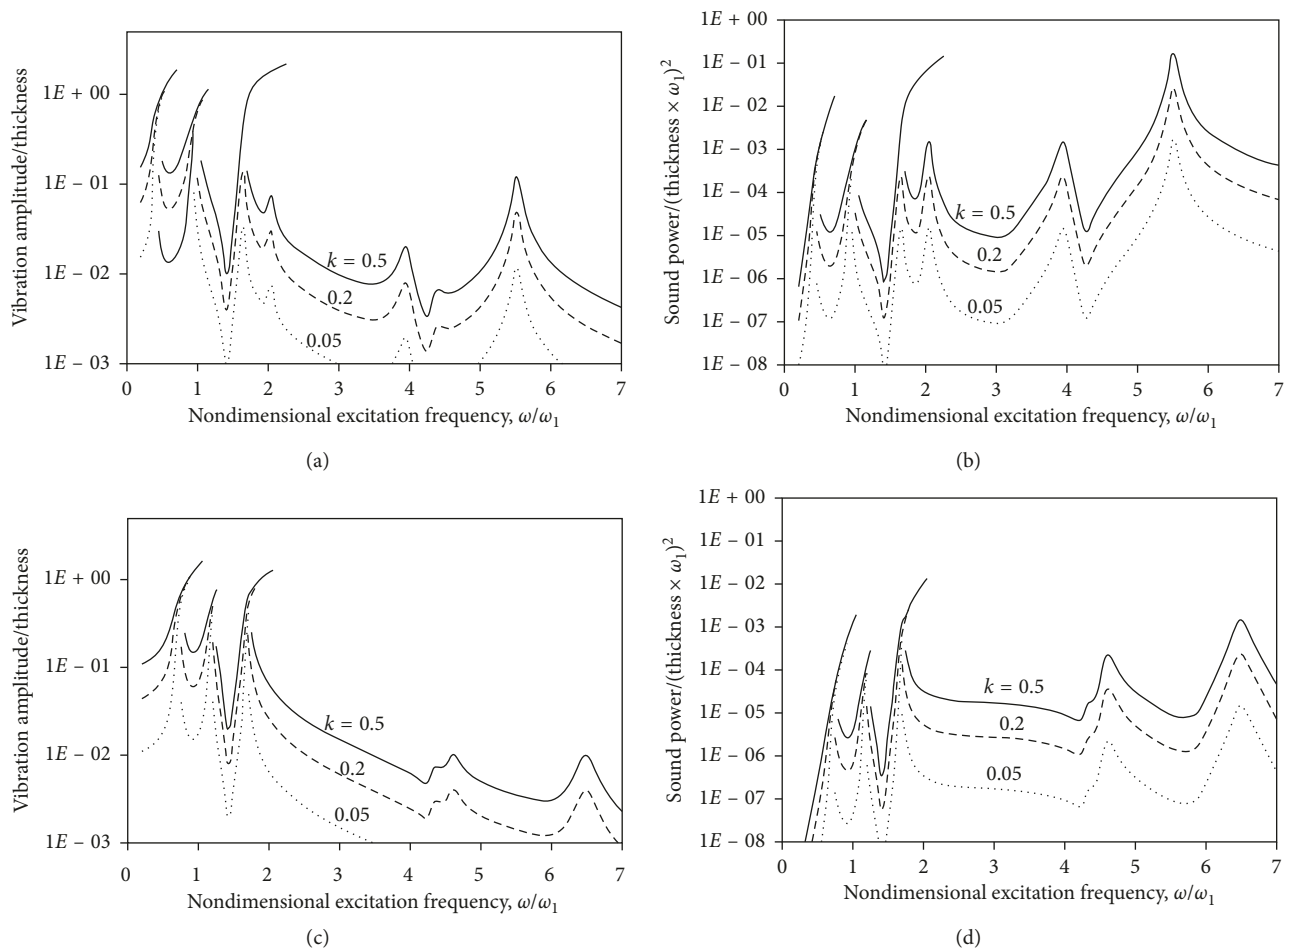 Vibration amplitude/thickness
1E + 00
1E – 01
1E – 02
1E – 03
k = 0.5
0.2
0.05
0 1 2 3 4 5 6 7
Nondimensional excitation frequency, ω/ω1
(a)
Sound power/(thickness × ω1)2
1E + 00
1E – 01
1E – 02
1E – 03
1E – 04
1E – 05
1E – 06
1E – 07
1E – 08
k = 0.5
0.2
0.05
0 1 2 3 4 5 6 7
Nondimensional excitation frequency, ω/ω1
(b)
Vibration amplitude/thickness
1E + 00
1E – 01
1E – 02
1E – 03
k = 0.5
0.2
0.05
0 1 2 3 4 5 6 7
Nondimensional excitation frequency, ω/ω1
(c)
Sound power/(thickness × ω1)2
1E + 00
1E – 01
1E – 02
1E – 03
1E – 04
1E – 05
1E – 06
1E – 07
1E – 08
k = 0.5
0.2
0.05
0 1 2 3 4 5 6 7
Nondimensional excitation frequency, ω/ω1
(d)